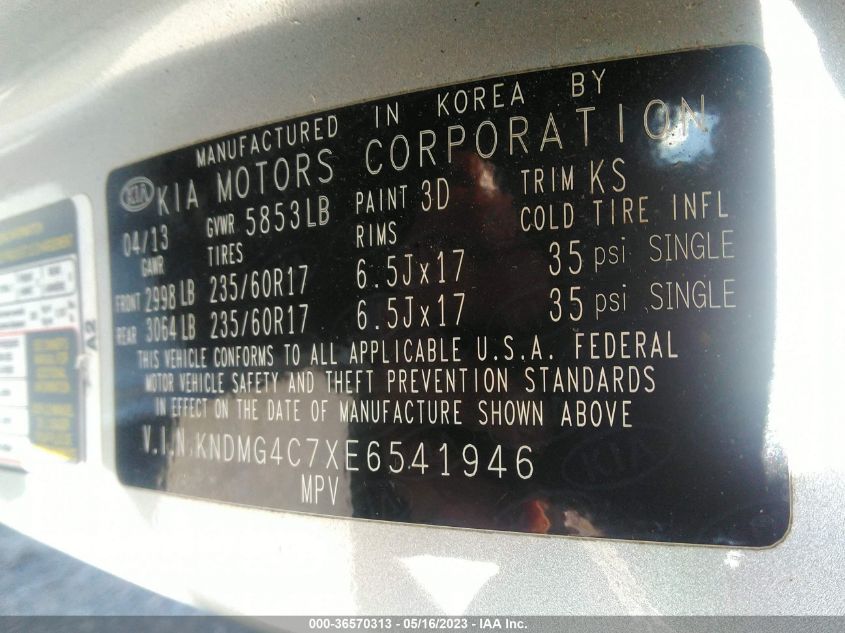 MANUFACTURED IN KOREA BY
KIA KIA MOTORS CORPORATION
04/13 GVWR 5853LB PAINT 3D TRIM KS
GAWR TIRES RIMS COLD TIRE INFL
FRONT 2998 LB 235/60R17 6.5Jx17 35 psi SINGLE
REAR 3064 LB 235/60R17 6.5Jx17 35 psi SINGLE
THIS VEHICLE CONFORMS TO ALL APPLICABLE U.S.A. FEDERAL
MOTOR VEHICLE SAFETY AND THEFT PREVENTION STANDARDS
IN EFFECT ON THE DATE OF MANUFACTURE SHOWN ABOVE
V.I.N. KNDMG4C7XE6541946
MPV
KIA
A2
000-36570313 - 05/16/2023 - IAA Inc.